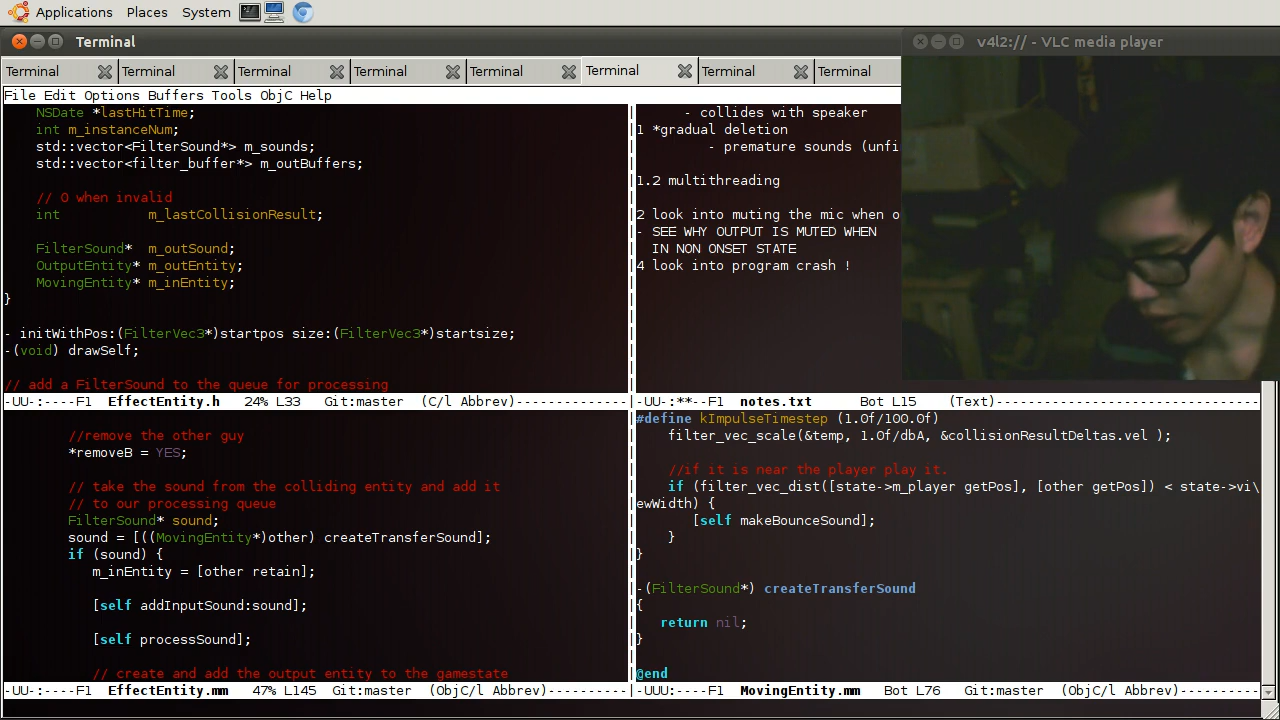 Applications Places System
Terminal
v4l2:// - VLC media player
Terminal Terminal Terminal Terminal Terminal Terminal Terminal Terminal
File Edit Options Buffers Tools ObjC Help
NSDate *lastHitTime;
int m_instanceNum;
std::vector<FilterSound*> m_sounds;
std::vector<filter_buffer*> m_outBuffers;
// 0 when invalid
int m_lastCollisionResult;
FilterSound* m_outSound;
OutputEntity* m_outEntity;
MovingEntity* m_inEntity;
}
- initWithPos:(FilterVec3*)startpos size:(FilterVec3*)startsize;
-(void) drawSelf;
// add a FilterSound to the queue for processing
-UU-:----F1 EffectEntity.h 24% L33 Git:master (C/l Abbrev)--------------
- collides with speaker
1 *gradual deletion
- premature sounds (unfi
1.2 multithreading
2 look into muting the mic when o
- SEE WHY OUTPUT IS MUTED WHEN
IN NON ONSET STATE
4 look into program crash !
-UU-:**--F1 notes.txt Bot L15 (Text)---------------------------------
//remove the other guy
*removeB = YES;
// take the sound from the colliding entity and add it
// to our processing queue
FilterSound* sound;
sound = [((MovingEntity*)other) createTransferSound];
if (sound) {
m_inEntity = [other retain];
[self addInputSound:sound];
[self processSound];
// create and add the output entity to the gamestate
-UU-:----F1 EffectEntity.mm 47% L145 Git:master (ObjC/l Abbrev)----------
#define kImpulseTimestep (1.0f/100.0f)
filter_vec_scale(&temp, 1.0f/dbA, &collisionResultDeltas.vel );
//if it is near the player play it.
if (filter_vec_dist([state->m_player getPos], [other getPos]) < state->vi\
ewWidth) {
[self makeBounceSound];
}
}
-(FilterSound*) createTransferSound
{
return nil;
}
@end
-UUU:----F1 MovingEntity.mm Bot L76 Git:master (ObjC/l Abbrev)----------